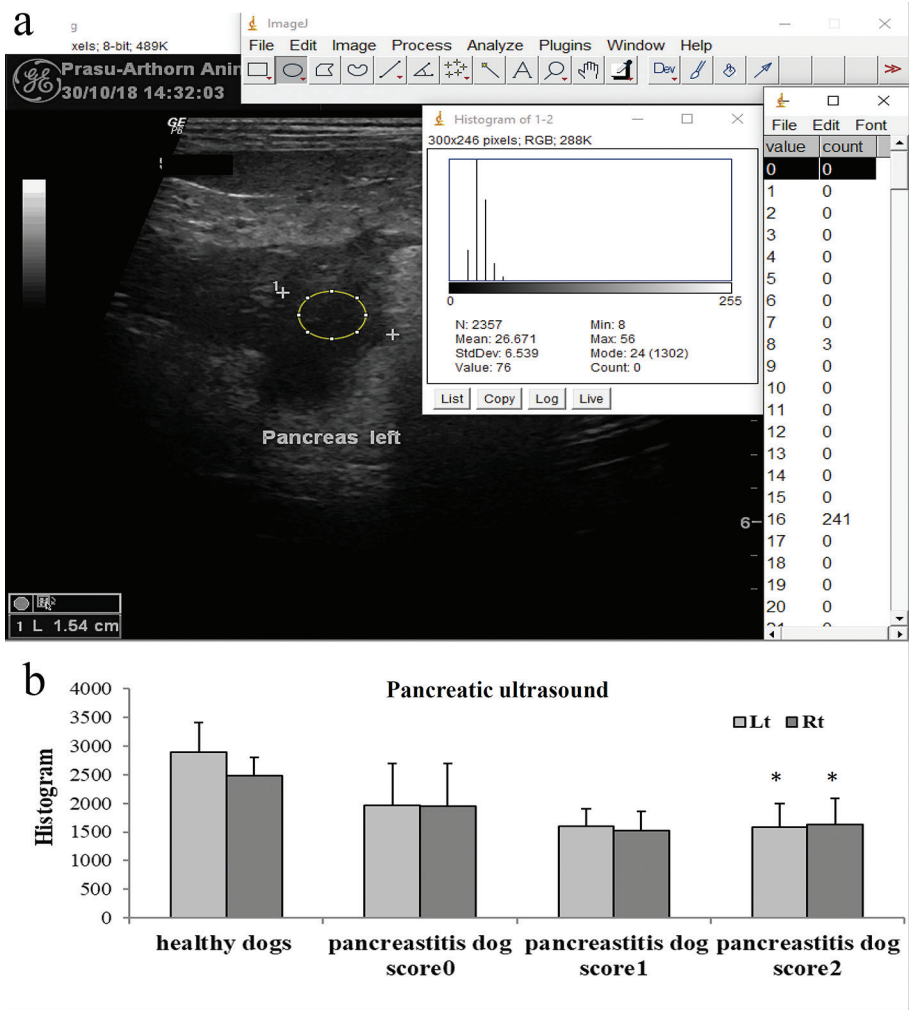 a
g
xels; 8-bit; 489K
ImageJ
File Edit Image Process Analyze Plugins Window Help
Dev
GE
Prasu-Arthorn Anin
30/10/18 14:32:03
GE
Histogram of 1-2
300x246 pixels; RGB; 288K
0 255
N: 2357 Min: 8
Mean: 26.671 Max: 56
StdDev: 6.539 Mode: 24 (1302)
Value: 76 Count: 0
List Copy Log Live
File Edit Font
value count
0 0
1 0
2 0
3 0
4 0
5 0
6 0
7 0
8 3
9 0
10 0
11 0
12 0
13 0
14 0
15 0
16 241
17 0
18 0
19 0
20 0
21 0
1
Pancreas left
6
1 L 1.54 cm
b
Pancreatic ultrasound
Lt Rt
Histogram
4000
3500
3000
2500
2000
1500
1000
500
0
* *
healthy dogs pancreastitis dog score0 pancreastitis dog score1 pancreastitis dog score2